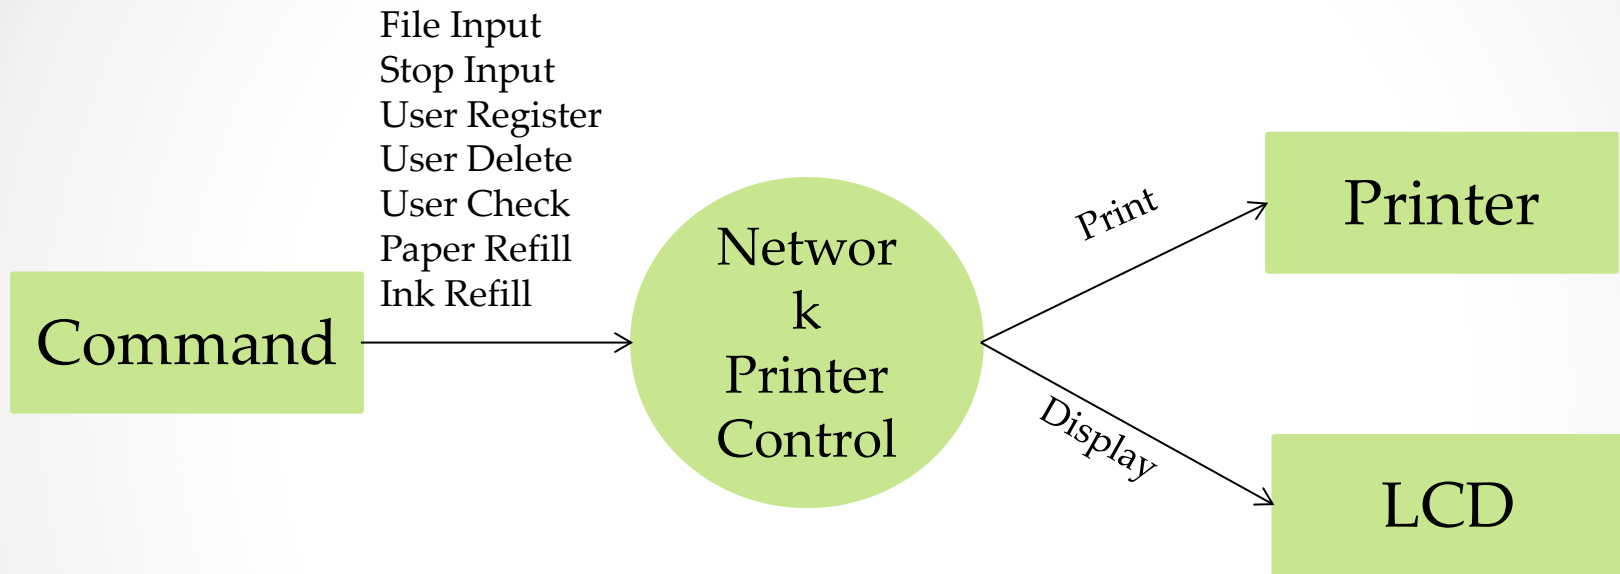 File Input
Stop Input
User Register
User Delete
User Check
Paper Refill
Ink Refill
Command
Networ
k
Printer
Control
Print
Printer
Display
LCD